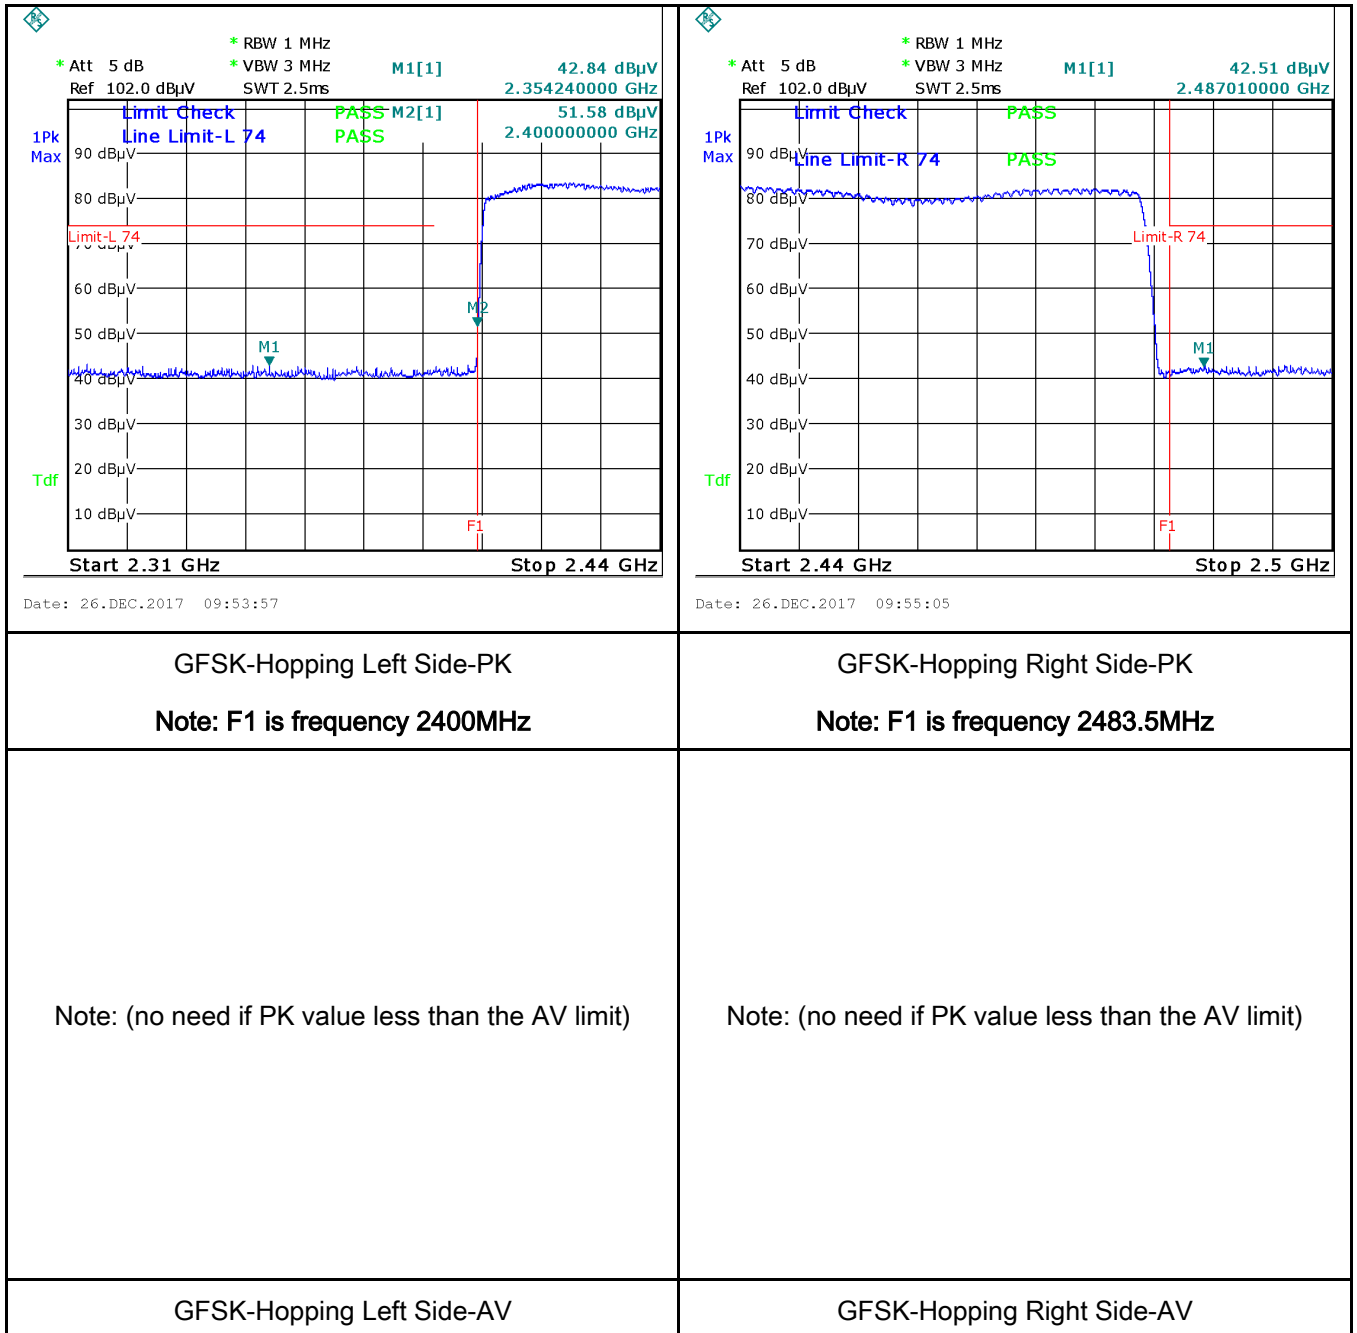 * RBW 1 MHz
* Att 5 dB * VBW 3 MHz M1[1] 42.84 dBµV
Ref 102.0 dBµV SWT 2.5ms 2.354240000 GHz
Limit Check PASS M2[1] 51.58 dBµV
Line Limit-L 74 PASS 2.400000000 GHz
1Pk
Max
90 dBµV
80 dBµV
Limit-L 74
70 dBµV
60 dBµV
M2
50 dBµV
M1
40 dBµV
30 dBµV
20 dBµV
Tdf
10 dBµV
F1
Start 2.31 GHz Stop 2.44 GHz
Date: 26.DEC.2017 09:53:57
* RBW 1 MHz
* Att 5 dB * VBW 3 MHz M1[1] 42.51 dBµV
Ref 102.0 dBµV SWT 2.5ms 2.487010000 GHz
Limit Check PASS
1Pk
Max
90 dBµV
Line Limit-R 74 PASS
80 dBµV
70 dBµV
Limit-R 74
60 dBµV
50 dBµV
M1
40 dBµV
30 dBµV
20 dBµV
Tdf
10 dBµV
F1
Start 2.44 GHz Stop 2.5 GHz
Date: 26.DEC.2017 09:55:05
GFSK-Hopping Left Side-PK
Note: F1 is frequency 2400MHz
GFSK-Hopping Right Side-PK
Note: F1 is frequency 2483.5MHz
Note: (no need if PK value less than the AV limit)
Note: (no need if PK value less than the AV limit)
GFSK-Hopping Left Side-AV
GFSK-Hopping Right Side-AV